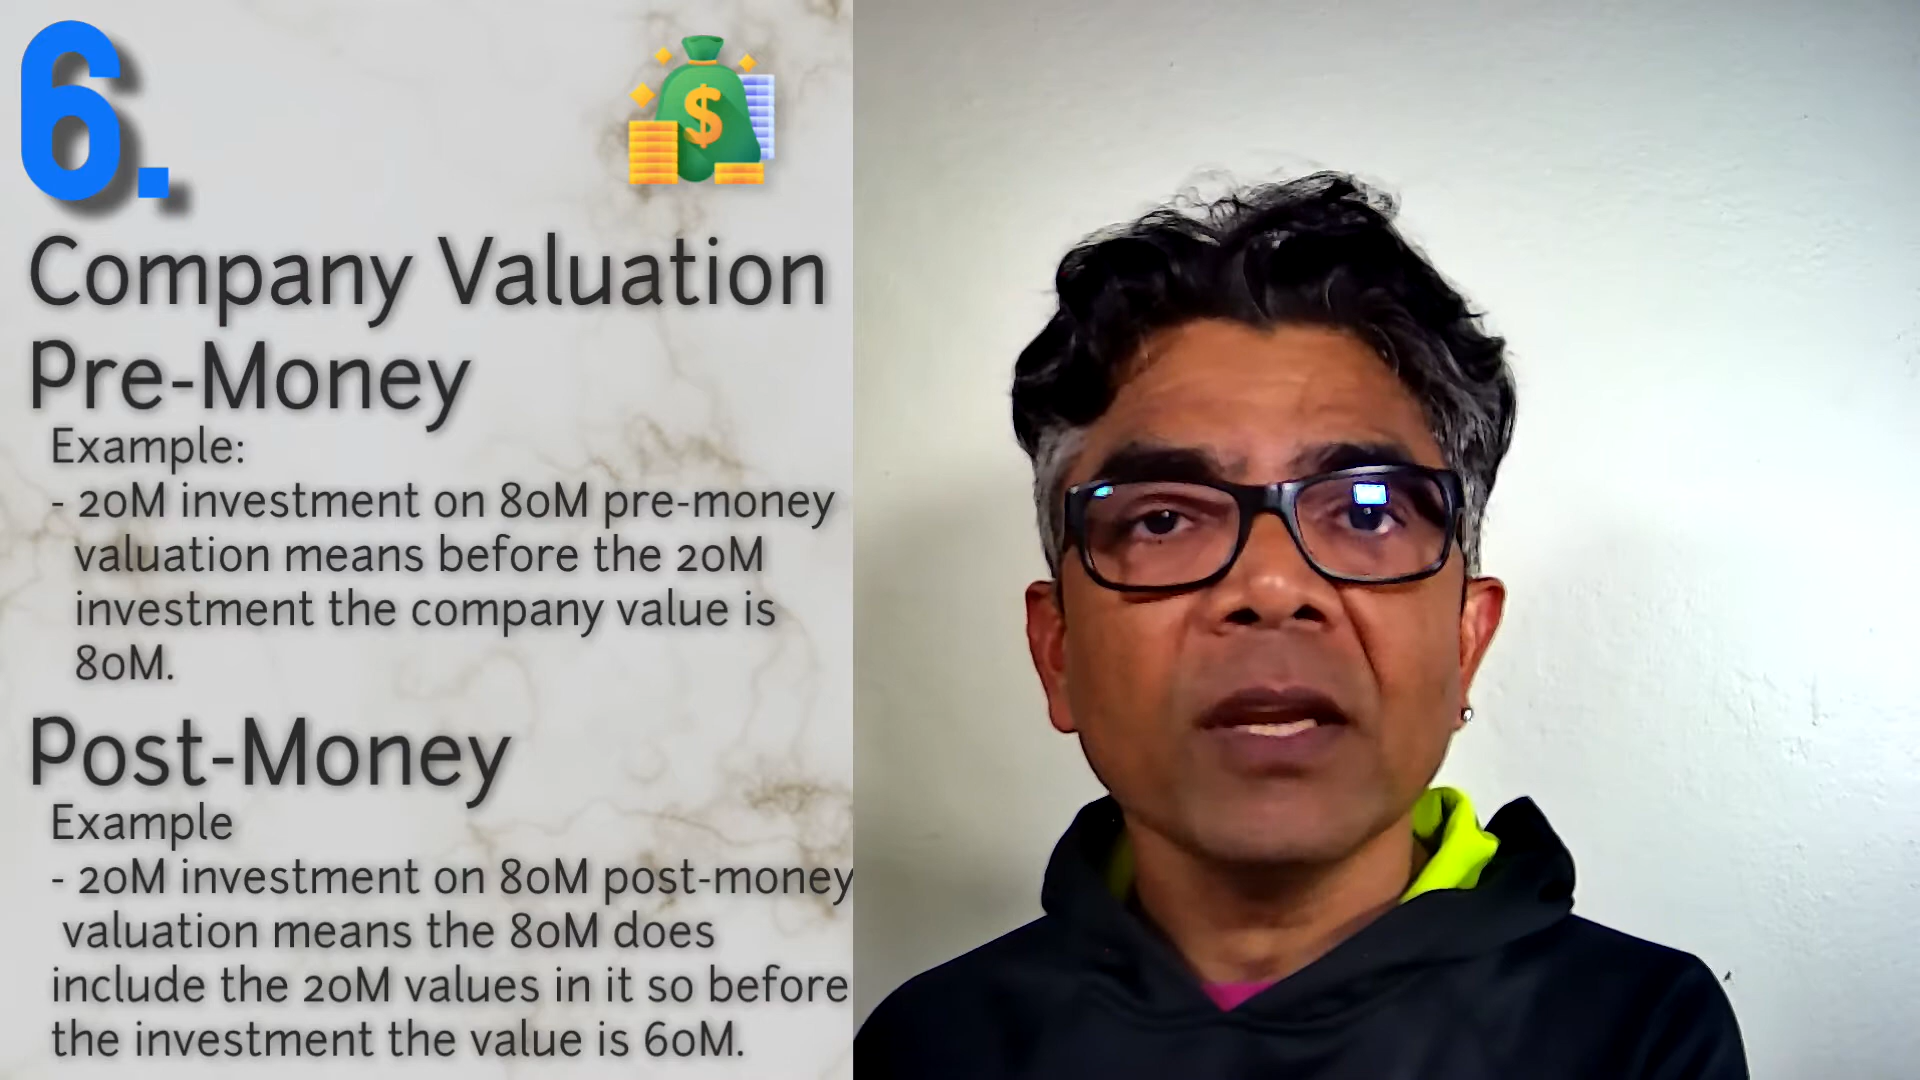 6.
$
Company Valuation
Pre-Money
Example:
- 20M investment on 80M pre-money
valuation means before the 20M
investment the company value is
80M.
Post-Money
Example
- 20M investment on 80M post-money
valuation means the 80M does
include the 20M values in it so before
the investment the value is 60M.